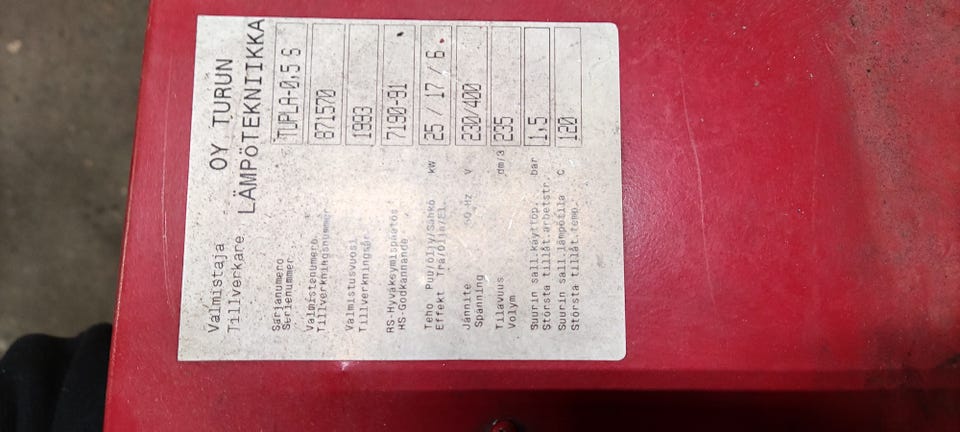 Valmistaja OY TURUN
Tillverkare LÄMPÖTEKNIIKKA
Sarjanumero TUPLA-0,5 S
Serienummer
Valmistenumero 871570
Tillverkningsnummer
Valmistusvuosi 1993
Tillverkningsår
RS-Hyväksymispäätös 7190-91
HS-Godkännande
Teho Puu/öljy/Sähkö kW 25 / 17 / 6
Effekt Trä/Olja/El.
Jännite 50 Hz V 230/400
Spänning
Tilavuus dm/3 235
Volym
Suurin sall.käyttöp. bar 1,5
Största tillåt.arbetstr.
Suurin sall.lämpötila C 120
Största tillåt.temp.